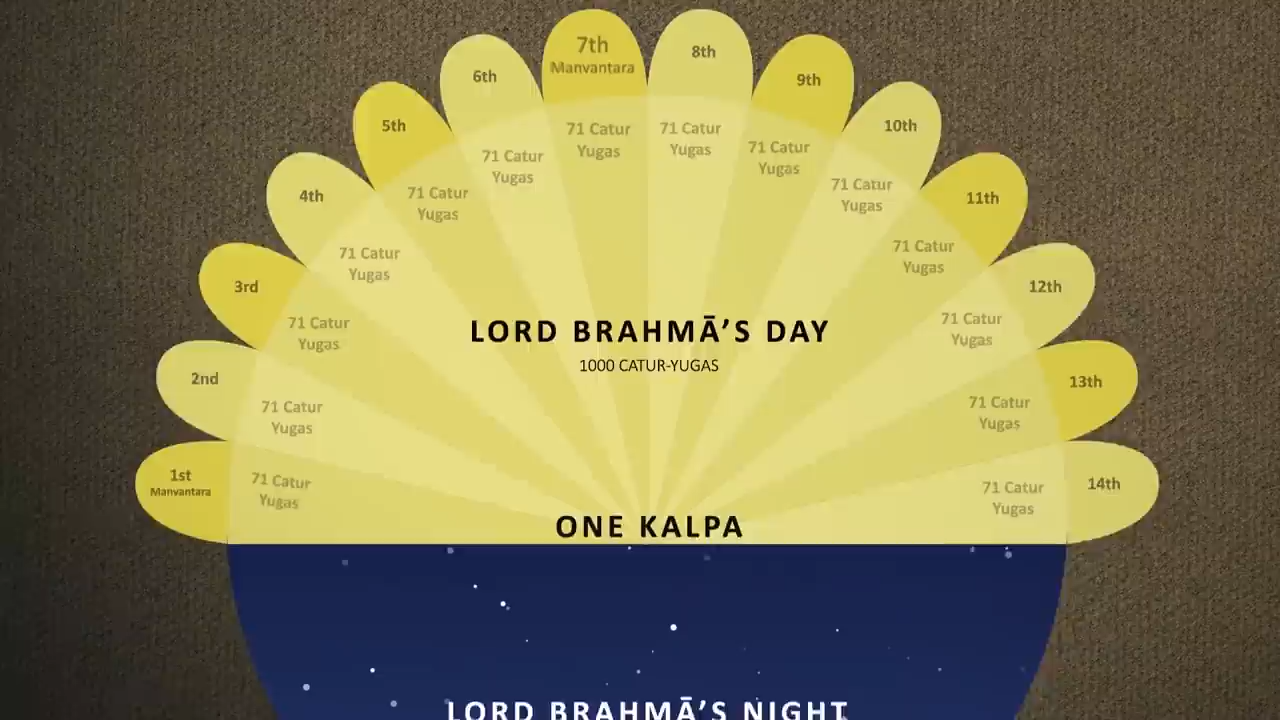 7th
Manvantara
8th
6th
9th
5th
10th
4th
11th
3rd
12th
2nd
13th
1st
Manvantara
14th
71 Catur
Yugas
71 Catur
Yugas
71 Catur
Yugas
71 Catur
Yugas
71 Catur
Yugas
71 Catur
Yugas
71 Catur
Yugas
71 Catur
Yugas
71 Catur
Yugas
71 Catur
Yugas
71 Catur
Yugas
71 Catur
Yugas
71 Catur
Yugas
71 Catur
Yugas
LORD BRAHMĀ’S DAY
1000 CATUR-YUGAS
ONE KALPA
LORD BRAHMĀ’S NIGHT